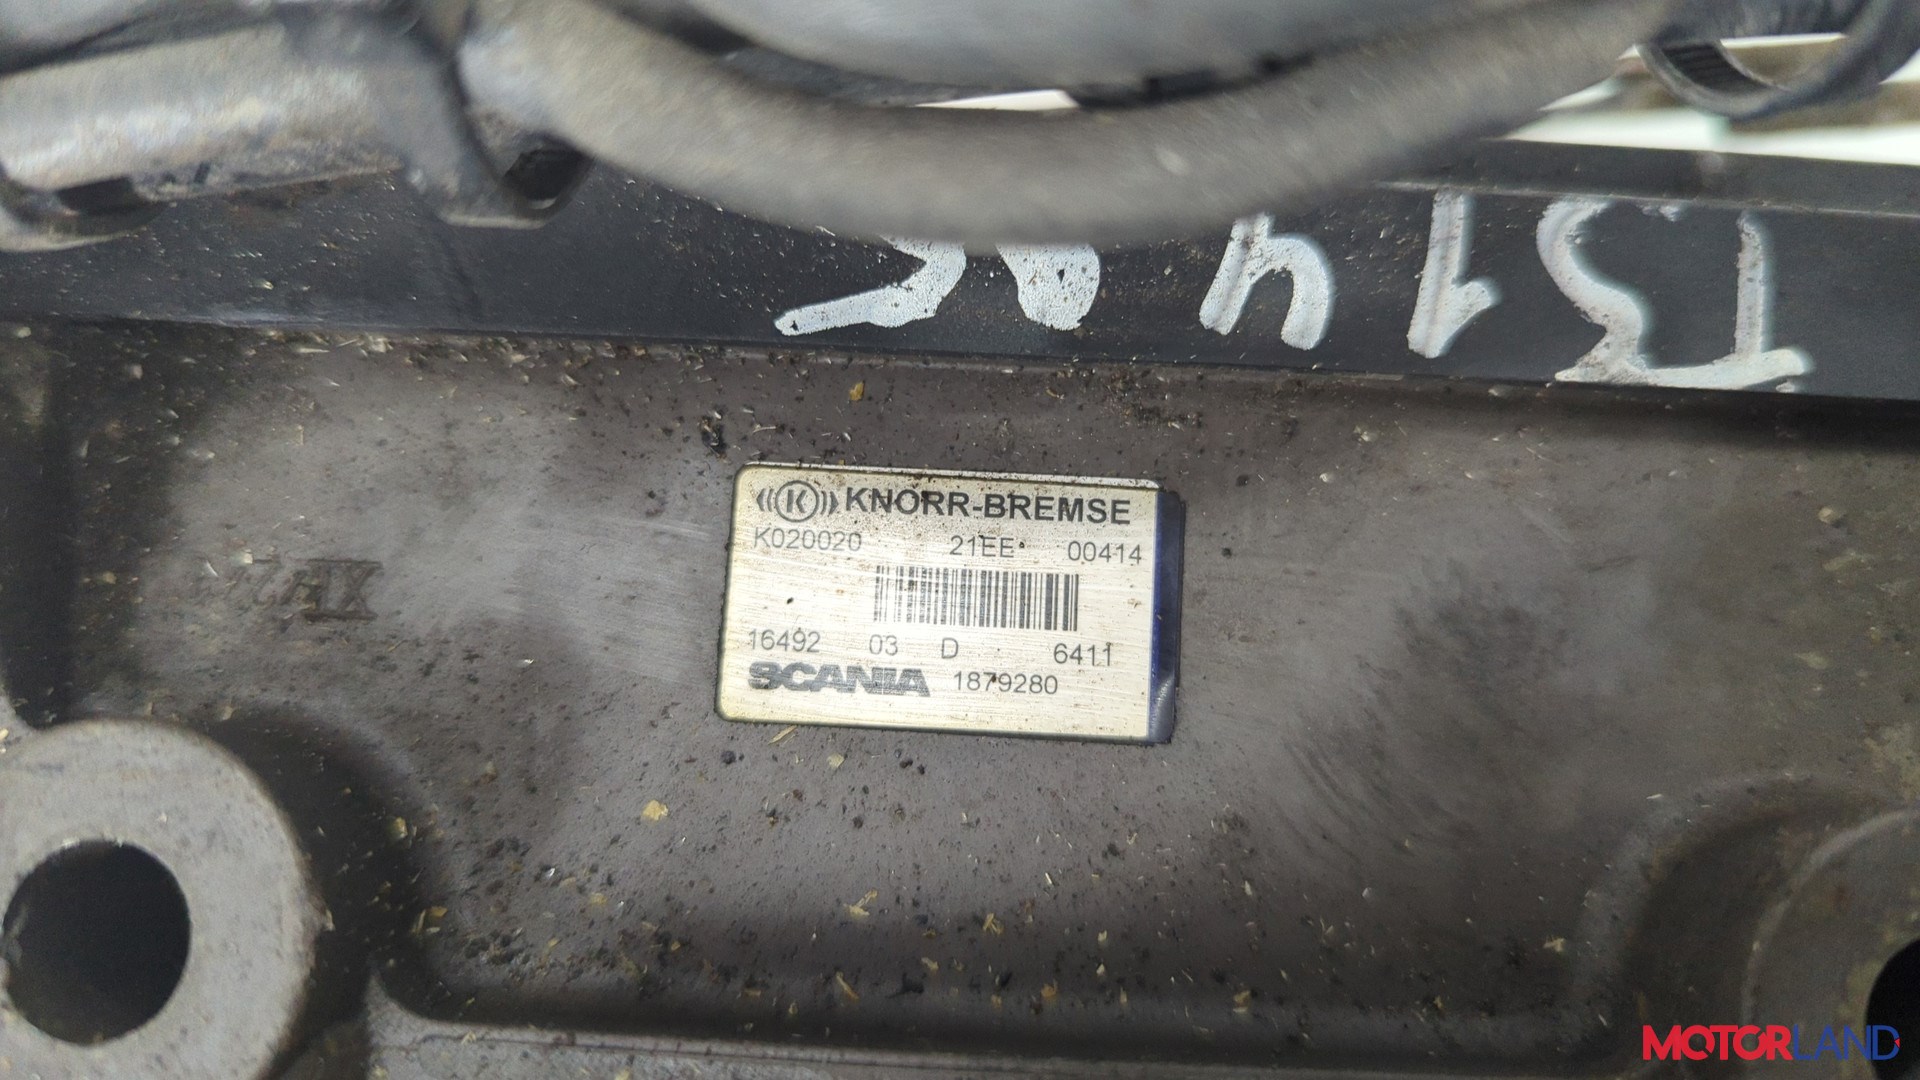 KNORR-BREMSE
K020020 21EE 00414
16492 03 D 6411
SCANIA 1879280
MOTORLAND